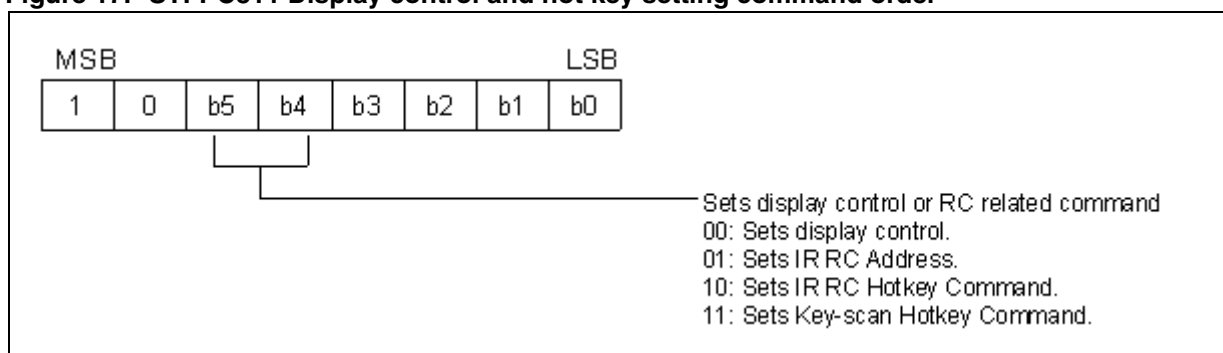 MSB LSB
1 0 b5 b4 b3 b2 b1 b0
Sets display control or RC related command
00: Sets display control.
01: Sets IR RC Address.
10: Sets IR RC Hotkey Command.
11: Sets Key-scan Hotkey Command.